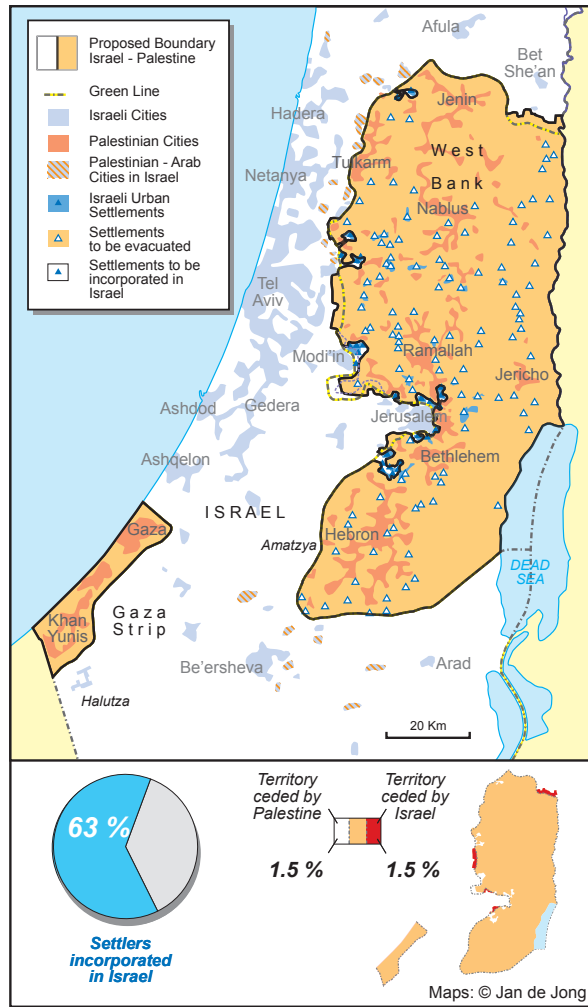 Proposed Boundary
Israel - Palestine
Green Line
Israeli Cities
Palestinian Cities
Palestinian - Arab
Cities in Israel
Israeli Urban
Settlements
Settlements
to be evacuated
Settlements to be
incorporated in
Israel
Afula
Bet
She'an
Hadera
Jenin
Netanya
Tulkarm
West
Bank
Nablus
Tel
Aviv
Modi'in
Ramallah
Jericho
Ashdod
Gedera
Jerusalem
Ashqelon
Bethlehem
ISRAEL
Gaza
Amatzya
Hebron
DEAD
SEA
Khan
Yunis
Gaza
Strip
Be'ersheva
Arad
Halutza
20 Km
63 %
Settlers
incorporated
in Israel
Territory
ceded by
Palestine
1.5 %
Territory
ceded by
Israel
1.5 %
Maps: © Jan de Jong